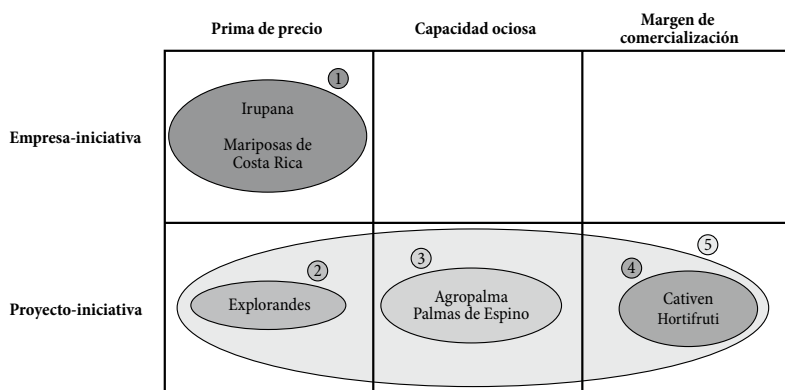 Prima de precio
Capacidad ociosa
Margen de
comercialización
Empresa-iniciativa
1
Irupana
Mariposas de
Costa Rica
Proyecto-iniciativa
2
Explorandes
3
Agropalma
Palmas de Espino
4
5
Cativen
Hortifruti